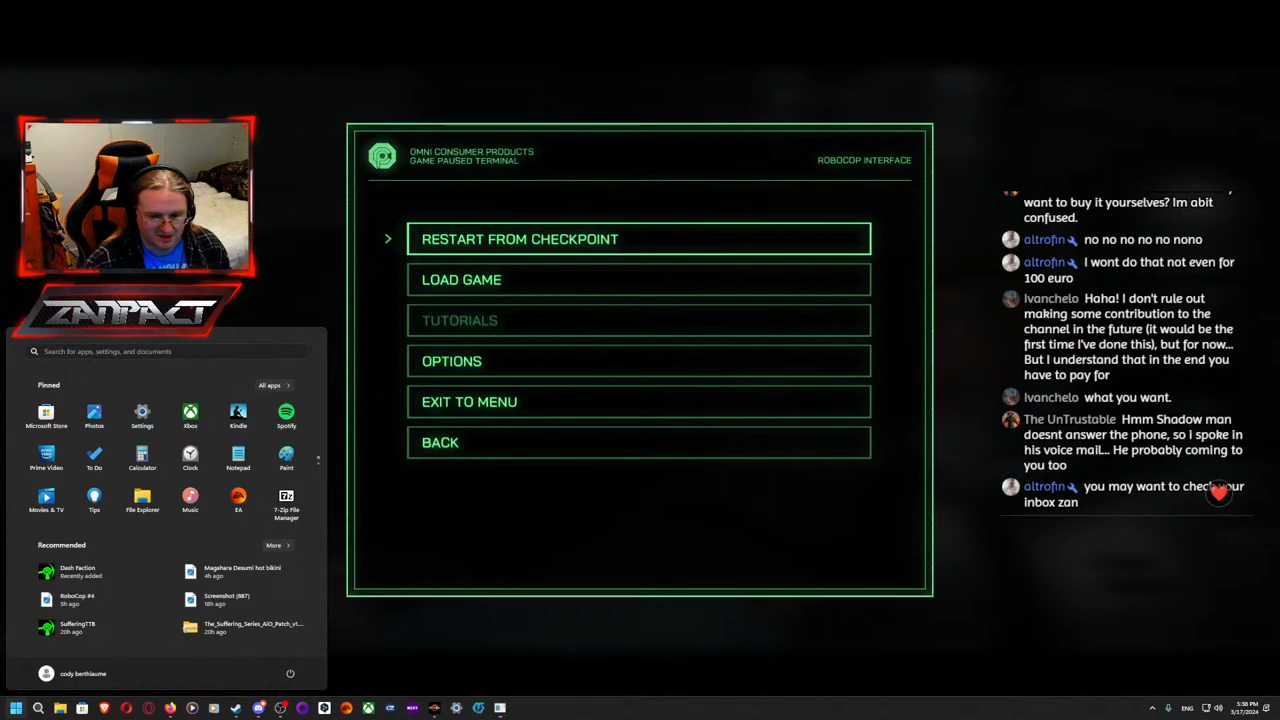 OMNI CONSUMER PRODUCTS
GAME PAUSED TERMINAL
ROBOCOP INTERFACE
> RESTART FROM CHECKPOINT
LOAD GAME
TUTORIALS
OPTIONS
EXIT TO MENU
BACK
ZANPACT
Search for apps, settings, and documents
Pinned
All apps >
Microsoft Store
Photos
Settings
Xbox
Kindle
Spotify
Prime Video
To Do
Calculator
Clock
Notepad
Paint
Movies & TV
Tips
File Explorer
Music
EA
7-Zip File
Manager
Recommended
More >
Dash Faction
Recently added
Magahara Desumi hot bikini
4h ago
RoboCop #4
5h ago
Screenshot (887)
18h ago
SufferingTTB
20h ago
The_Suffering_Series_AiO_Patch_v1...
20h ago
cody berthiaume
want to buy it yourselves? Im abit
confused.
altrofin no no no no no nono
altrofin I wont do that not even for
100 euro
Ivanchelo Haha! I don't rule out
making some contribution to the
channel in the future (it would be the
first time I've done this), but for now...
But I understand that in the end you
have to pay for
Ivanchelo what you want.
The UnTrustable Hmm Shadow man
doesnt answer the phone, so i spoke in
his voice mail... He probably coming to
you too
altrofin you may want to check your
inbox zan
ENG
5:38 PM
3/17/2024